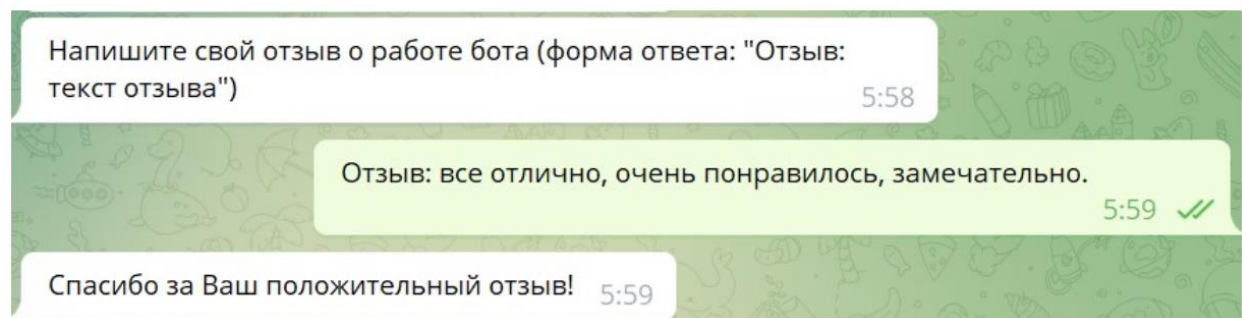 Напишите свой отзыв о работе бота (форма ответа: "Отзыв:
текст отзыва")
5:58
Отзыв: все отлично, очень понравилось, замечательно.
5:59
Спасибо за Ваш положительный отзыв! 5:59